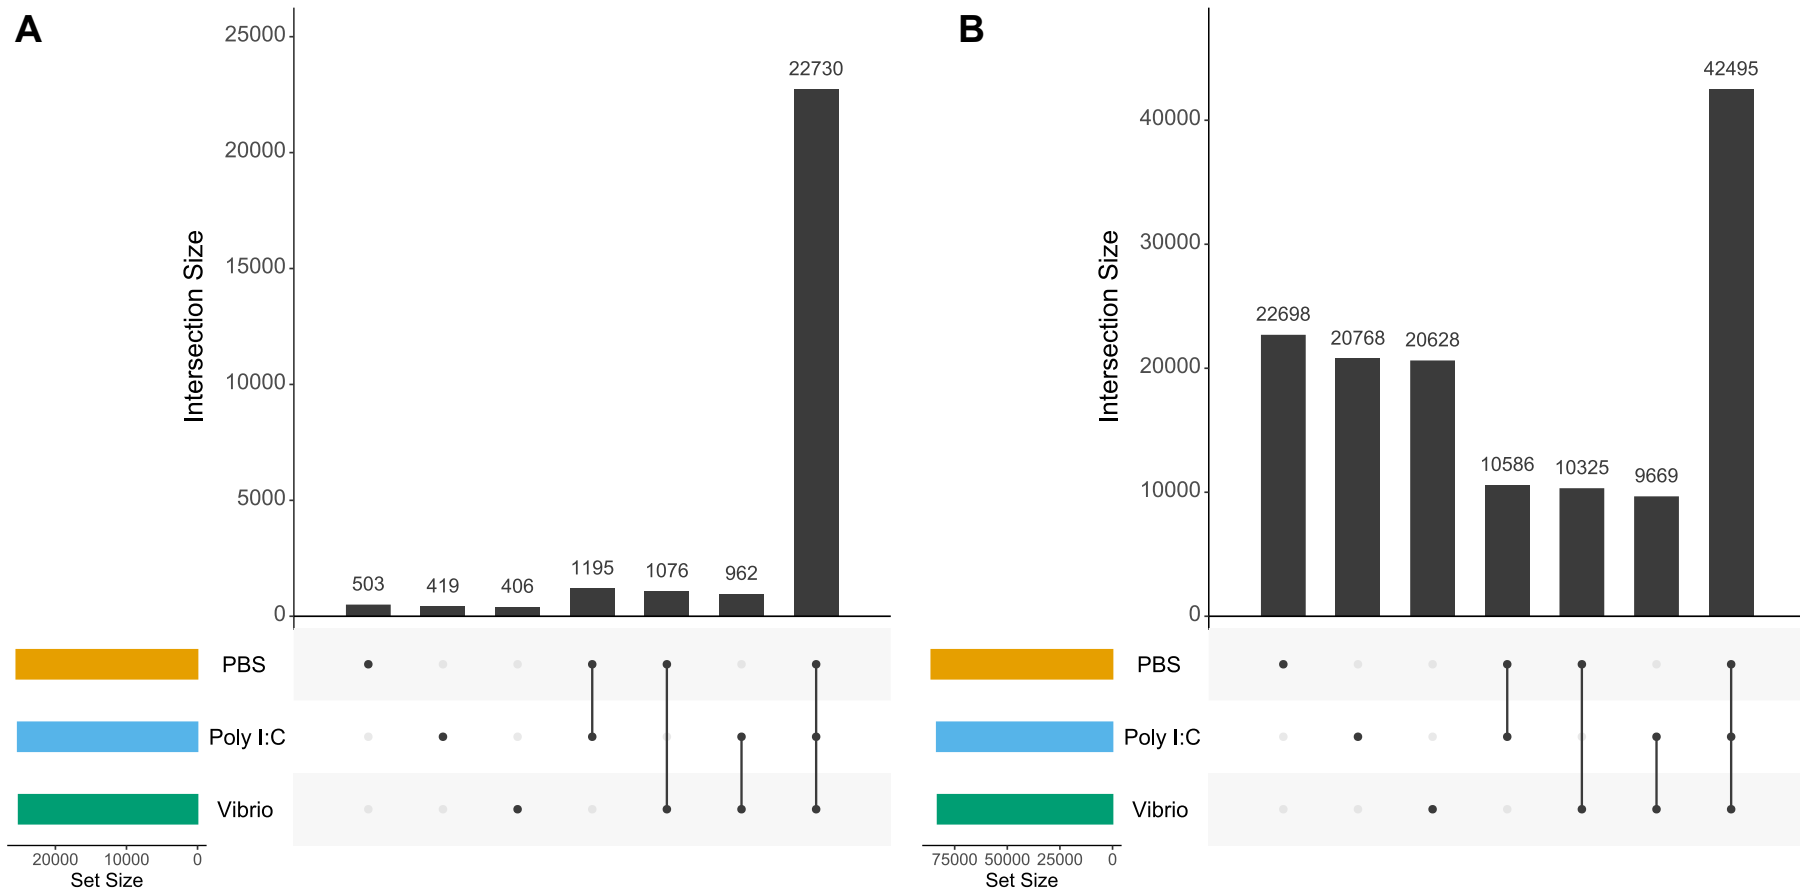 A
25000
20000
15000
10000
5000
0
Intersection Size
22730
503
419
406
1195
1076
962
PBS
Poly I:C
Vibrio
20000 10000 0
Set Size
B
40000
30000
20000
10000
0
Intersection Size
42495
22698
20768
20628
10586
10325
9669
PBS
Poly I:C
Vibrio
75000 50000 25000 0
Set Size